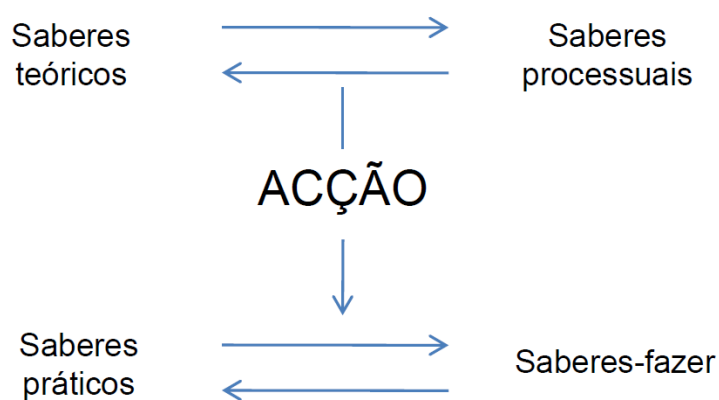 Saberes
teóricos
Saberes
processuais
ACÇÃO
Saberes
práticos
Saberes-fazer